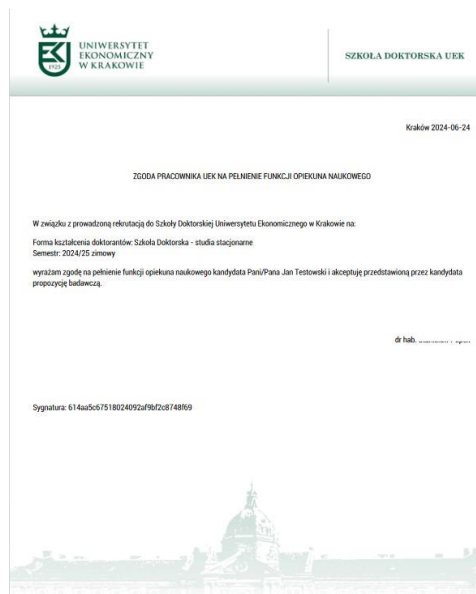 UNIWERSYTET
EKONOMICZNY
W KRAKOWIE
1925
SZKOŁA DOKTORSKA UEK
Kraków 2024-06-24
ZGODA PRACOWNIKA UEK NA PEŁNIENIE FUNKCJI OPIEKUNA NAUKOWEGO
W związku z prowadzoną rekrutacją do Szkoły Doktorskiej Uniwersytetu Ekonomicznego w Krakowie na:
Forma kształcenia doktorantów: Szkoła Doktorska - studia stacjonarne
Semestr: 2024/25 zimowy
wyrażam zgodę na pełnienie funkcji opiekuna naukowego kandydata Pani/Pana Jan Testowski i akceptuję przedstawioną przez kandydata
propozycję badawczą.
dr hab.
Sygnatura: 614aa5c67518024092af9bf2c8748f69